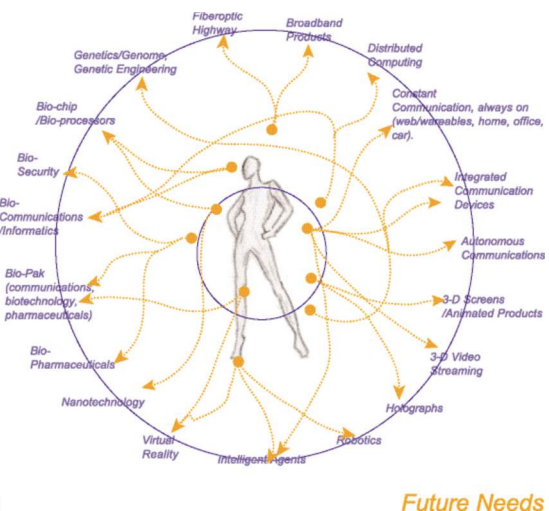 Fiberoptic
Highway
Broadband
Products
Distributed
Computing
Constant
Communication, always on
(web/wareables, home, office,
car).
Integrated
Communication
Devices
Autonomous
Communications
3-D Screens
/Animated Products
3-D Video
Streaming
Holographs
Robotics
Intelligent Agents
Virtual
Reality
Nanotechnology
Bio-
Pharmaceuticals
Bio-Pak
(communications,
biotechnology,
pharmaceuticals)
Bio-
Communications
/Informatics
Bio-
Security
Bio-chip
/Bio-processors
Genetics/Genome,
Genetic Engineering
Future Needs